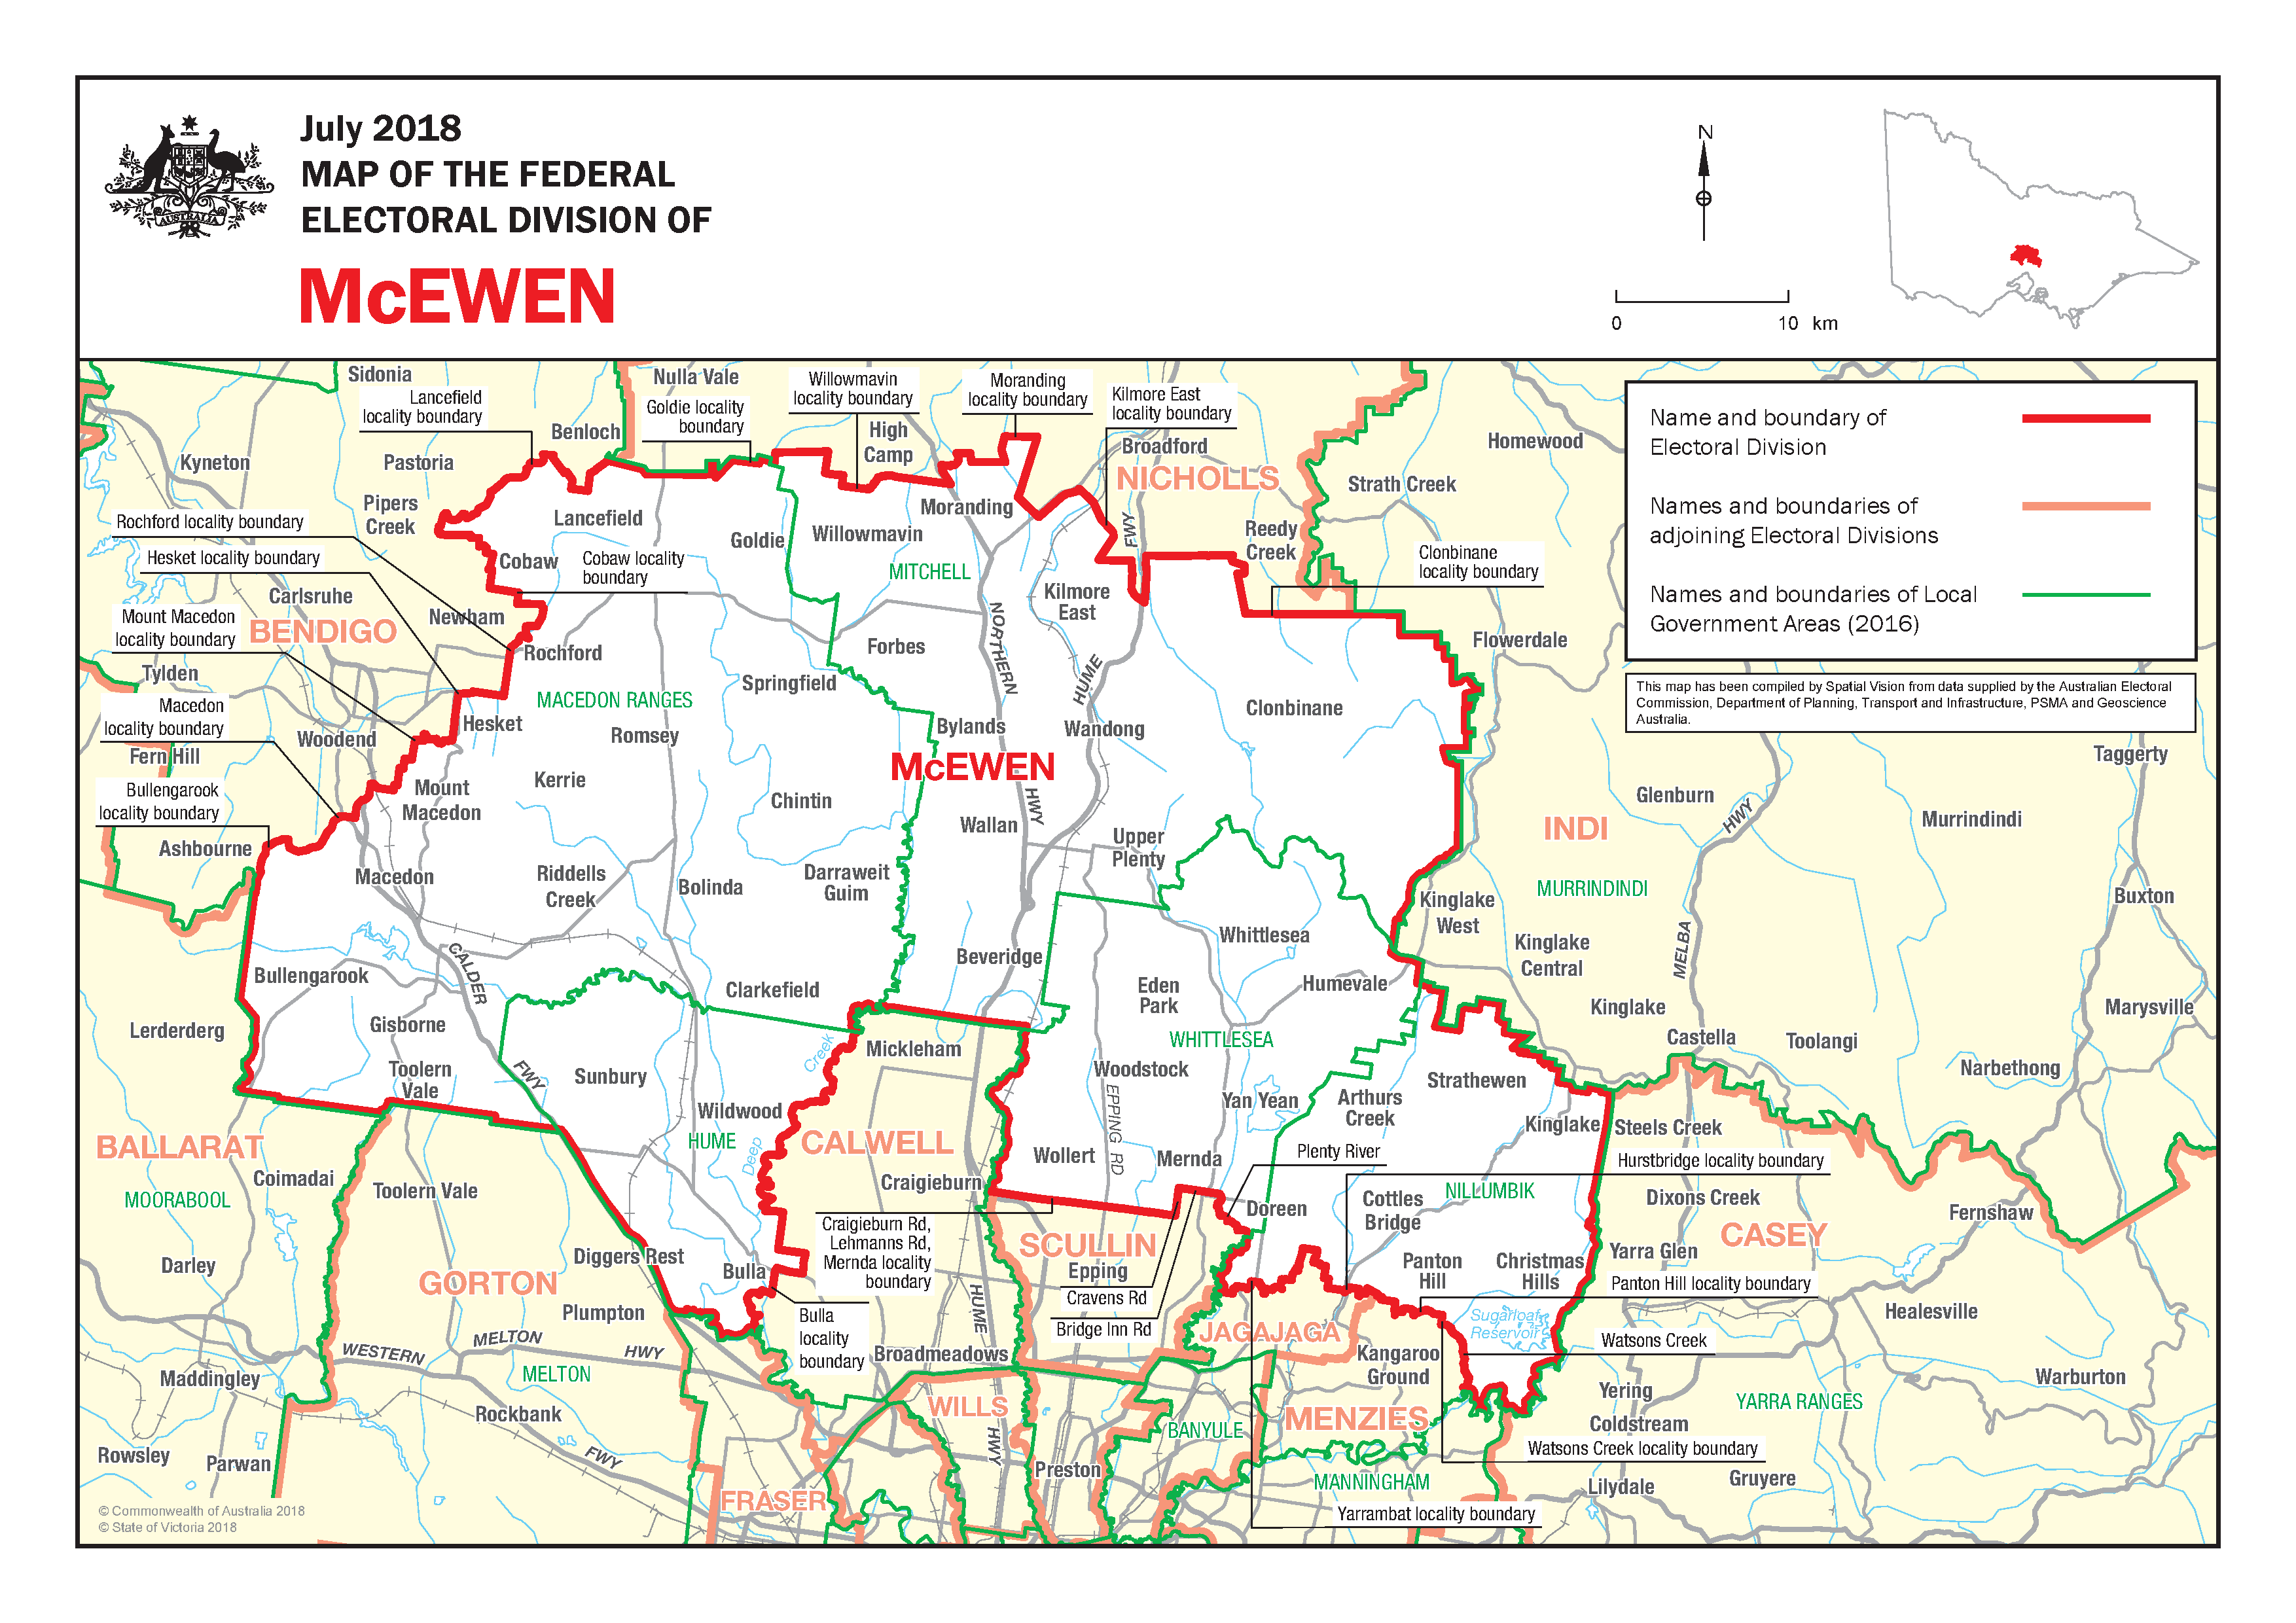 July 2018
MAP OF THE FEDERAL
ELECTORAL DIVISION OF
McEWEN
AUSTRALIA
N
0 10 km
Name and boundary of
Electoral Division
Names and boundaries of
adjoining Electoral Divisions
Names and boundaries of Local
Government Areas (2016)
This map has been compiled by Spatial Vision from data supplied by the Australian Electoral
Commission, Department of Planning, Transport and Infrastructure, PSMA and Geoscience
Australia.
Sidonia
Nulla Vale
Willowmavin
locality boundary
Moranding
locality boundary
Kilmore East
locality boundary
Lancefield
locality boundary
Goldie locality
boundary
Benloch
High
Camp
Broadford
Homewood
Kyneton
Pastoria
NICHOLLS
Strath Creek
Pipers
Creek
Rochford locality boundary
Lancefield
Moranding
Goldie
Willowmavin
FWY
Reedy
Creek
Hesket locality boundary
Cobaw
Cobaw locality
boundary
MITCHELL
Clonbinane
locality boundary
Carlsruhe
Kilmore
East
Mount Macedon
locality boundary
BENDIGO
Newham
NORTHERN
Forbes
Rochford
Flowerdale
Tylden
Springfield
HUME
MACEDON RANGES
Macedon
locality boundary
Clonbinane
Hesket
Romsey
Bylands
Wandong
Woodend
Fern Hill
McEWEN
Taggerty
Bullengarook
locality boundary
Mount
Macedon
Kerrie
Chintin
HWY
Glenburn
HWY
Murrindindi
Wallan
INDI
Upper
Plenty
Ashbourne
Macedon
Riddells
Creek
Bolinda
Darraweit
Guim
MURRINDINDI
Kinglake
West
Buxton
Whittlesea
Kinglake
Central
MELBA
Beveridge
Bullengarook
CALDER
Clarkefield
Eden
Park
Humevale
Kinglake
Marysville
Lerderderg
Gisborne
Creek
Mickleham
WHITTLESEA
Castella
Toolangi
Toolern
Vale
FWY
Sunbury
Woodstock
Narbethong
Strathewen
Wildwood
EPPING RD
Yan Yean
Arthurs
Creek
HUME
BALLARAT
CALWELL
Kinglake
Steels Creek
Deep
Wollert
Mernda
Plenty River
Hurstbridge locality boundary
Coimadai
Toolern Vale
Craigieburn
MOORABOOL
Cottles
Bridge
NILLUMBIK
Dixons Creek
Doreen
Fernshaw
Craigieburn Rd,
Lehmanns Rd,
Mernda locality
boundary
CASEY
SCULLIN
Epping
Diggers Rest
Bulla
Yarra Glen
Darley
Panton
Hill
Christmas
Hills
GORTON
Cravens Rd
Panton Hill locality boundary
Plumpton
Bulla
locality
boundary
HUME
Bridge Inn Rd
JAGAJAGA
Sugarloaf
Reservoir
Healesville
Watsons Creek
WESTERN
MELTON
HWY
Broadmeadows
Kangaroo
Ground
Maddingley
MELTON
Warburton
Yering
Rockbank
WILLS
BANYULE
MENZIES
YARRA RANGES
Coldstream
HWY
Watsons Creek locality boundary
Rowsley
Parwan
FWY
Preston
MANNINGHAM
Gruyere
Lilydale
FRASER
Yarrambat locality boundary
© Commonwealth of Australia 2018
© State of Victoria 2018